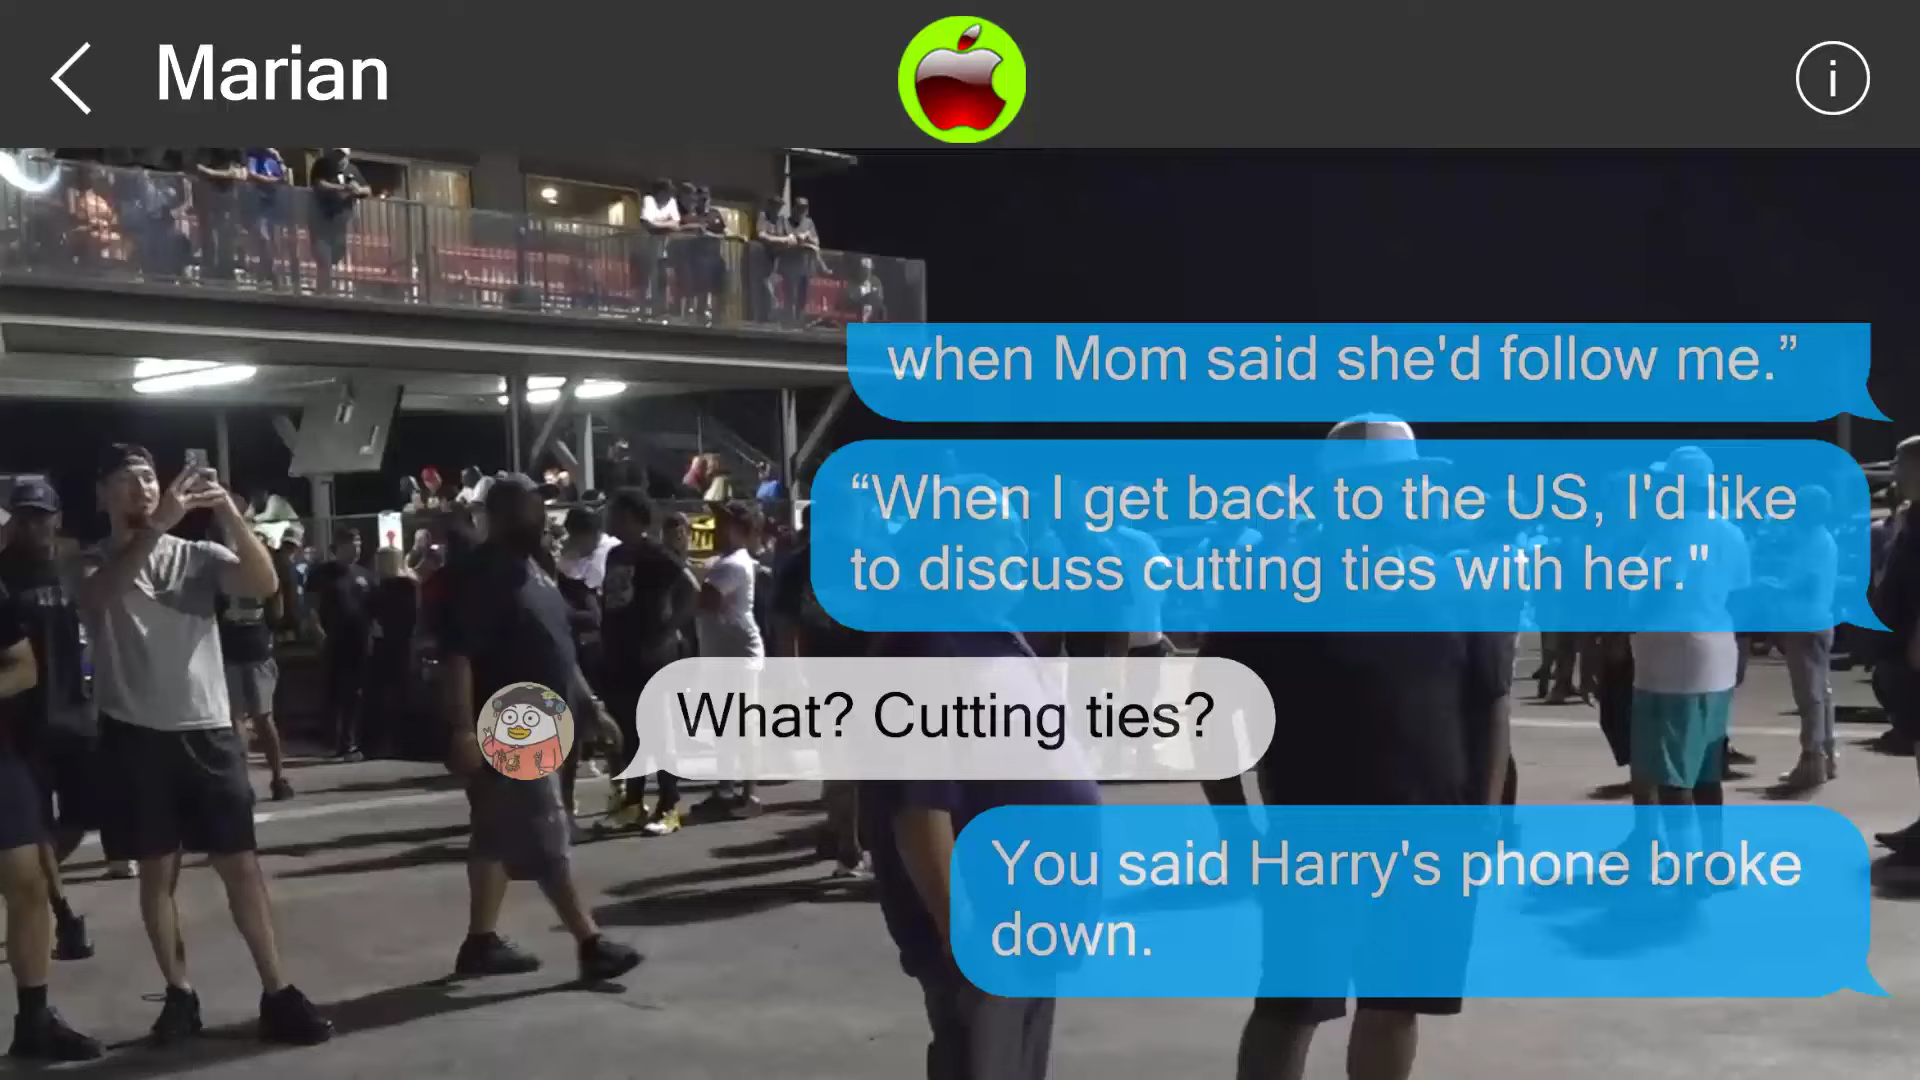 Marian
when Mom said she'd follow me.”
“When I get back to the US, I'd like
to discuss cutting ties with her."
What? Cutting ties?
You said Harry's phone broke
down.